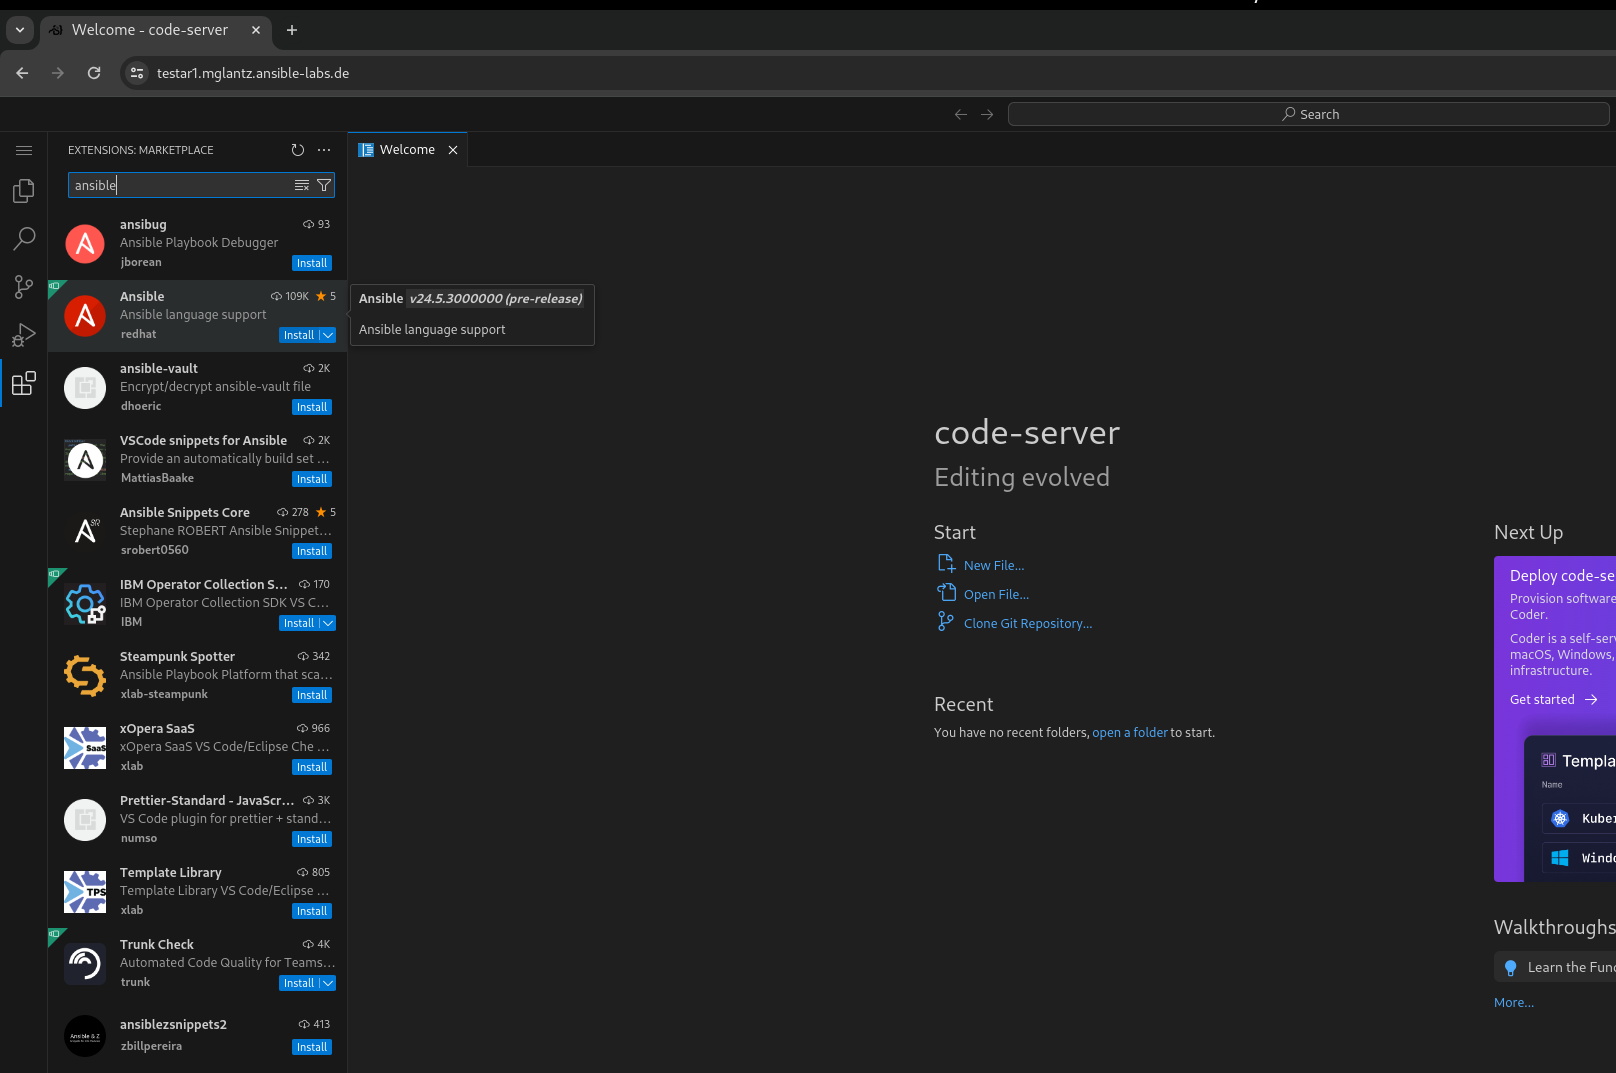 Welcome - code-server
testar1.mglantz.ansible-labs.de
Search
EXTENSIONS: MARKETPLACE
Welcome
ansible
ansibug 93
Ansible Playbook Debugger
jborean Install
Ansible 109K ★ 5
Ansible language support
redhat Install
Ansible v24.5.3000000 (pre-release)
Ansible language support
ansible-vault 2K
Encrypt/decrypt ansible-vault file
dhoeric Install
VSCode snippets for Ansible 2K
Provide an automatically build set ...
MattiasBaake Install
Ansible Snippets Core 278 ★ 5
Stephane ROBERT Ansible Snippet...
srobert0560 Install
IBM Operator Collection S... 170
IBM Operator Collection SDK VS C...
IBM Install
Steampunk Spotter 342
Ansible Playbook Platform that sca...
xlab-steampunk Install
SaaS
xOpera SaaS 966
xOpera SaaS VS Code/Eclipse Che ...
xlab Install
Prettier-Standard - JavaScr... 3K
VS Code plugin for prettier + stand...
numso Install
TPS
Template Library 805
Template Library VS Code/Eclipse ...
xlab Install
Trunk Check 4K
Automated Code Quality for Teams...
trunk Install
Ansible & Z
ansiblezsnippets2 413
zbillpereira Install
code-server
Editing evolved
Start
New File...
Open File...
Clone Git Repository...
Recent
You have no recent folders, open a folder to start.
Next Up
Deploy code-se
Provision software
Coder.
Coder is a self-serv
macOS, Windows,
infrastructure.
Get started →
Templa
Name
Kuber
Windo
Walkthroughs
Learn the Fund
More...